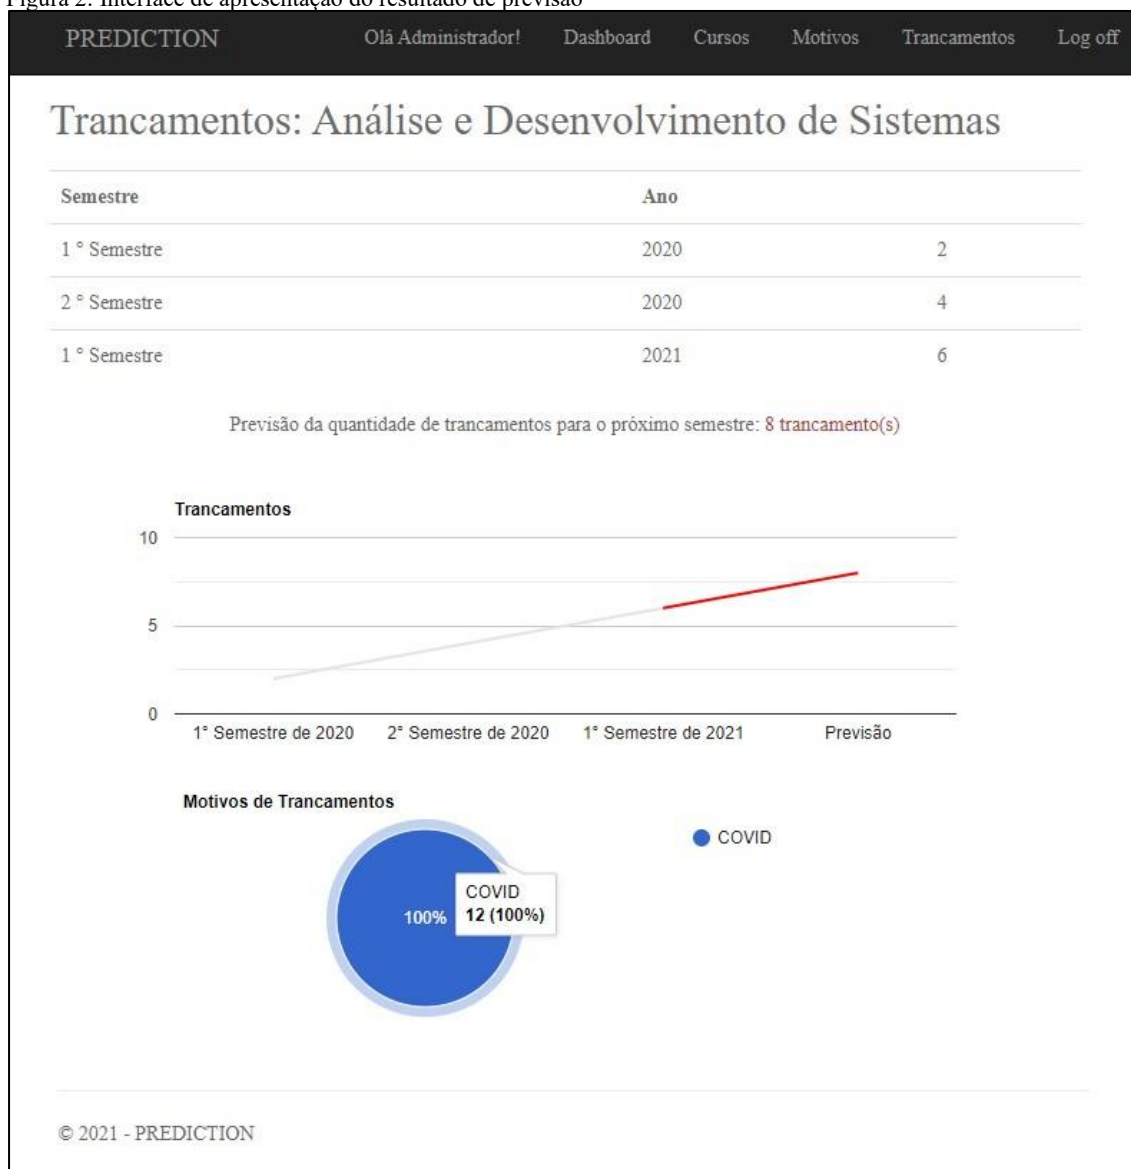 Figura 2: Interface de apresentação do resultado de previsão
PREDICTION Olá Administrador! Dashboard Cursos Motivos Trancamentos Log off
Trancamentos: Análise e Desenvolvimento de Sistemas
Semestre Ano
1 ° Semestre 2020 2
2 ° Semestre 2020 4
1 ° Semestre 2021 6
Previsão da quantidade de trancamentos para o próximo semestre: 8 trancamento(s)
Trancamentos
10
5
0
1° Semestre de 2020 2° Semestre de 2020 1° Semestre de 2021 Previsão
Motivos de Trancamentos
COVID
COVID
100% 12 (100%)
© 2021 - PREDICTION